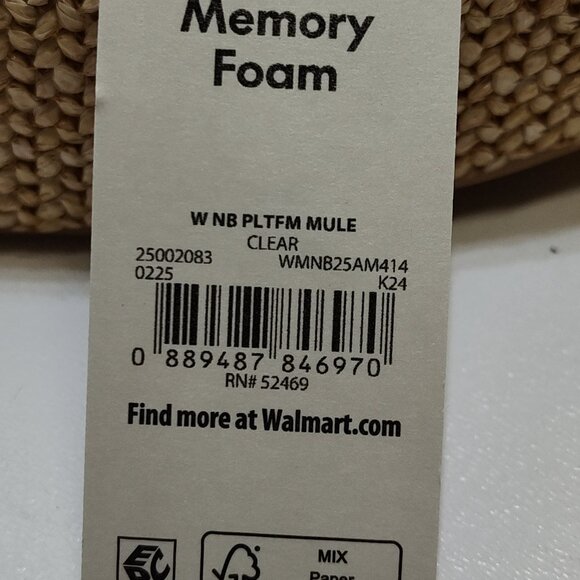 Memory
Foam
W NB PLTFM MULE
CLEAR
25002083 WMNB25AM414
0225 K24
0 889487 846970
RN# 52469
Find more at Walmart.com
MIX
Paper